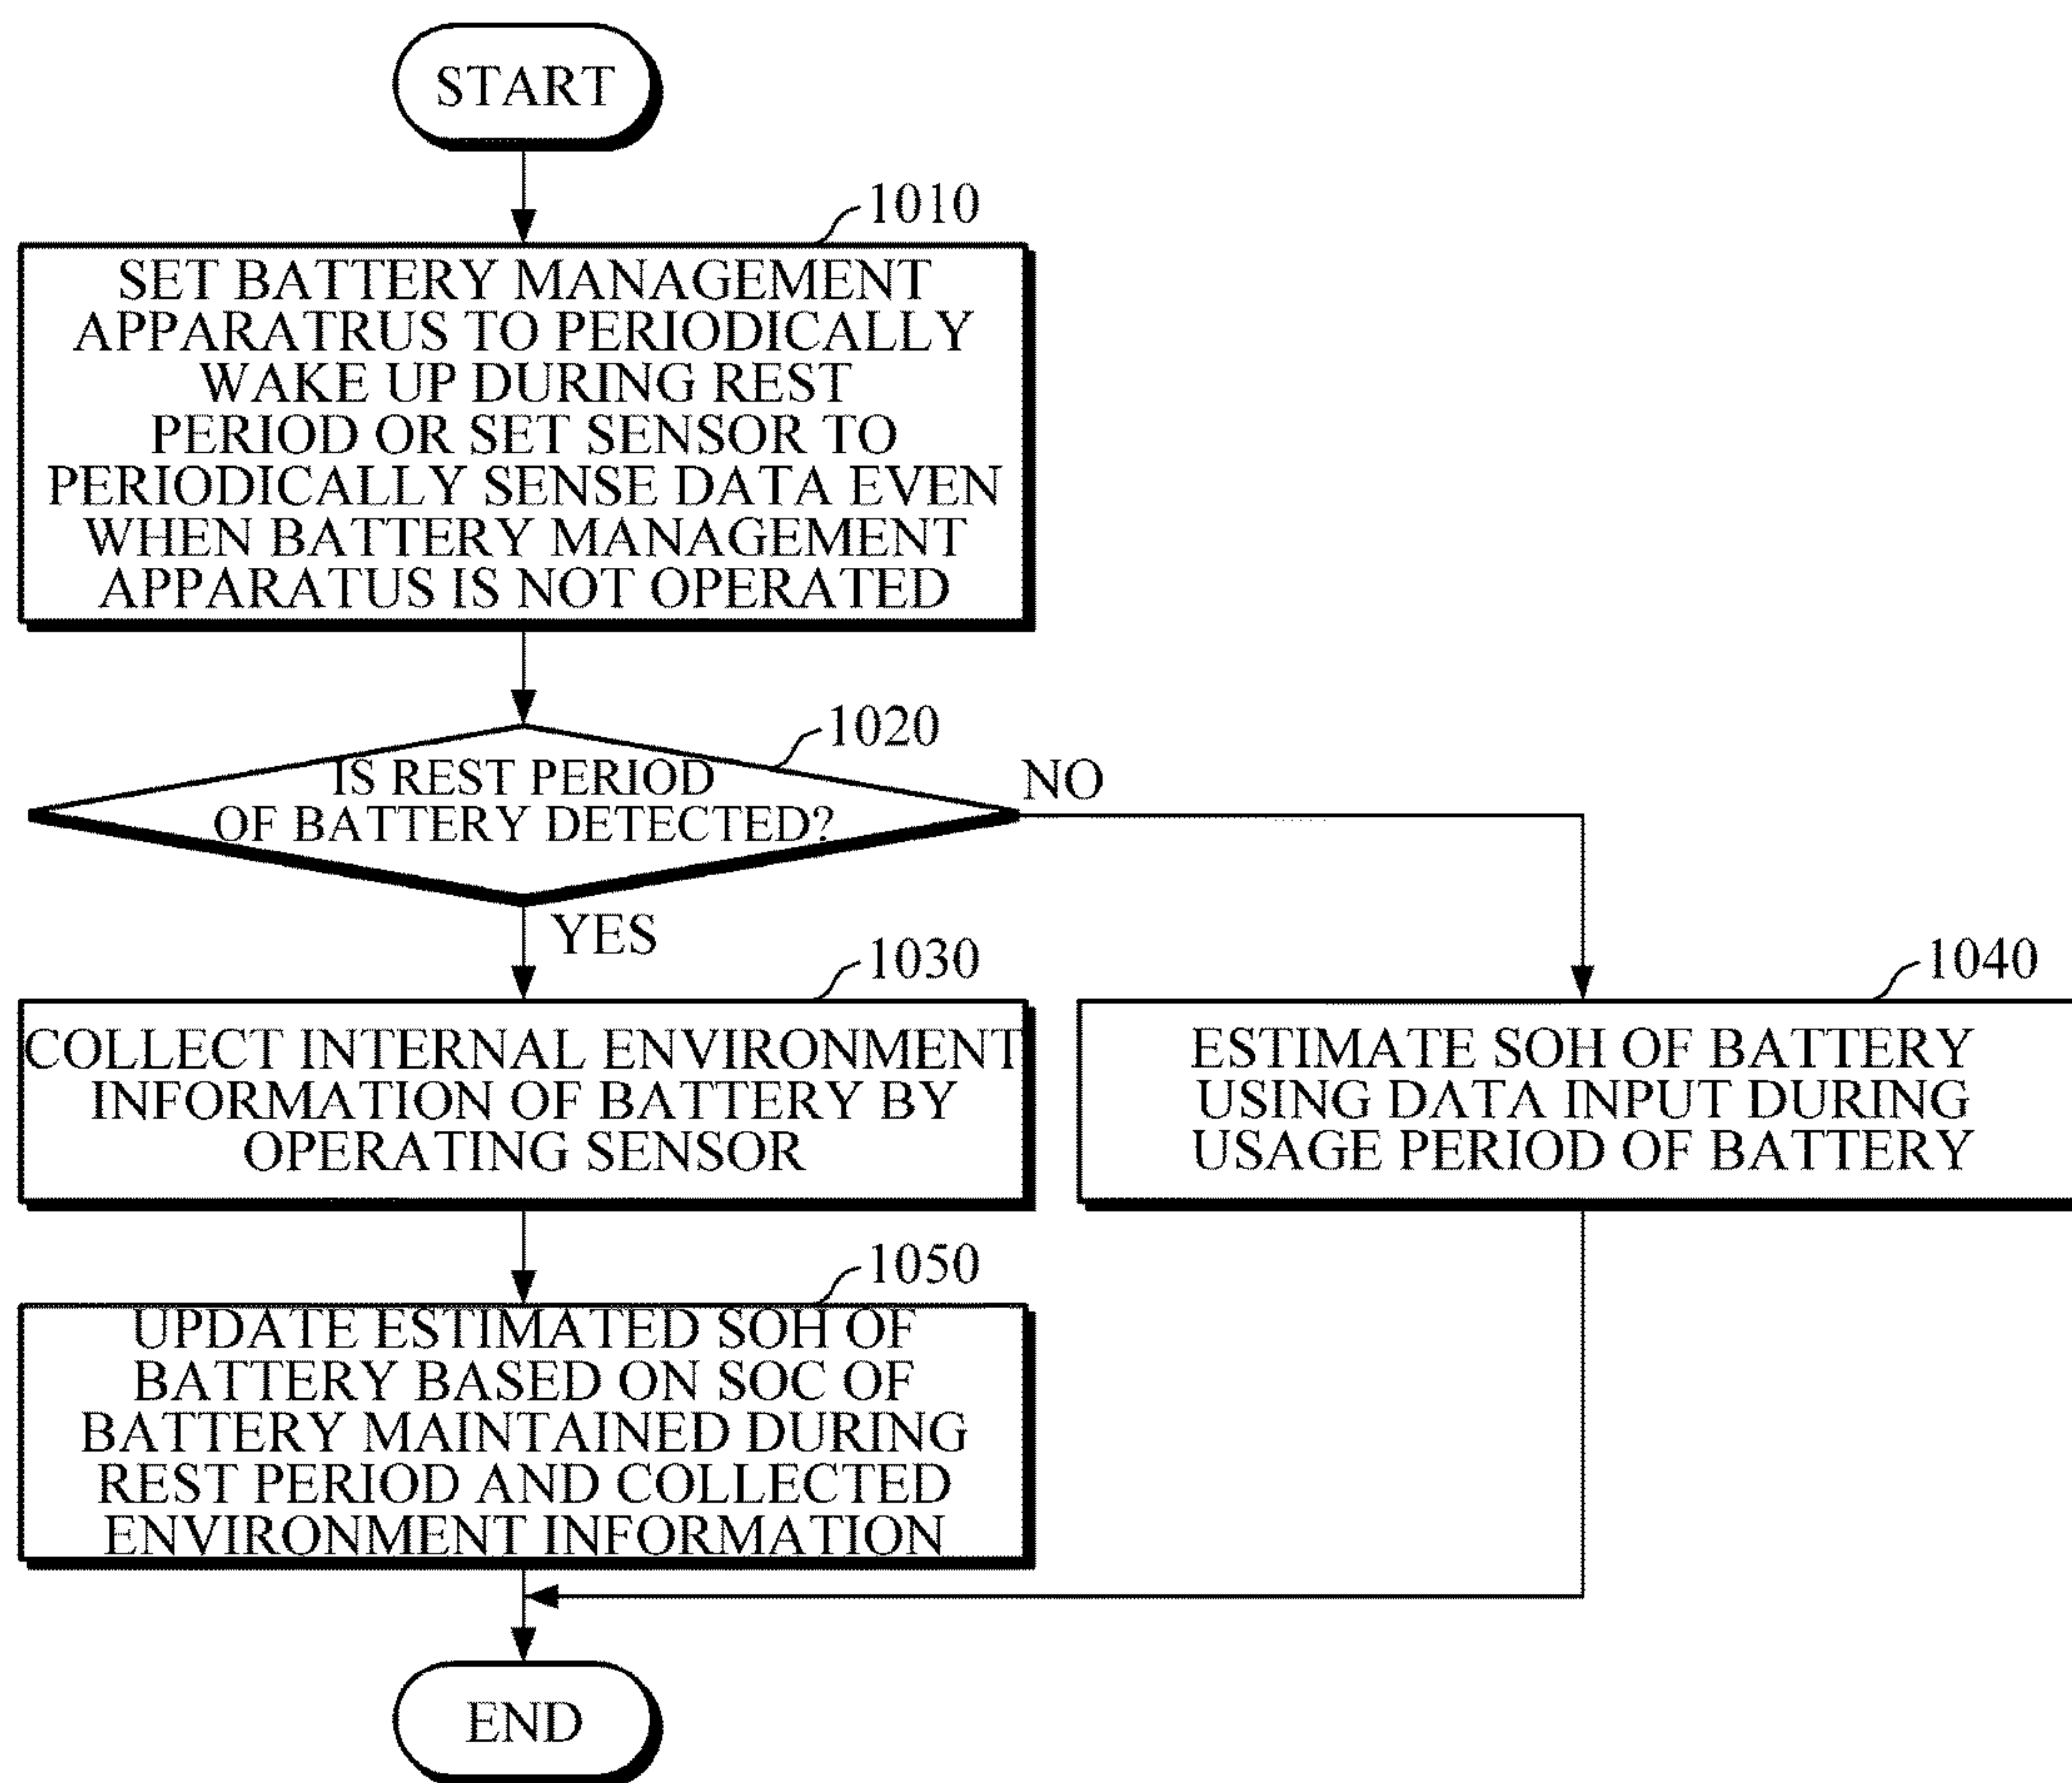 START
1010
SET BATTERY MANAGEMENT
APPARATRUS TO PERIODICALLY
WAKE UP DURING REST
PERIOD OR SET SENSOR TO
PERIODICALLY SENSE DATA EVEN
WHEN BATTERY MANAGEMENT
APPARATUS IS NOT OPERATED
1020
IS REST PERIOD
OF BATTERY DETECTED?
NO
YES
1030
COLLECT INTERNAL ENVIRONMENT
INFORMATION OF BATTERY BY
OPERATING SENSOR
1040
ESTIMATE SOH OF BATTERY
USING DATA INPUT DURING
USAGE PERIOD OF BATTERY
1050
UPDATE ESTIMATED SOH OF
BATTERY BASED ON SOC OF
BATTERY MAINTAINED DURING
REST PERIOD AND COLLECTED
ENVIRONMENT INFORMATION
END